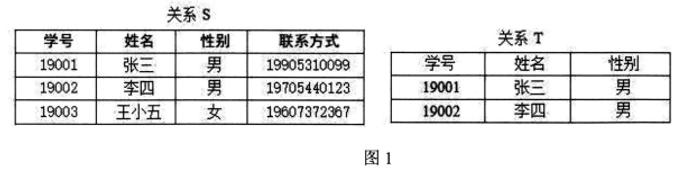 关系 S
学号 姓名 性别 联系方式
19001 张三 男 19905310099
19002 李四 男 19705440123
19003 王小五 女 19607372367
关系 T
学号 姓名 性别
19001 张三 男
19002 李四 男
图 1